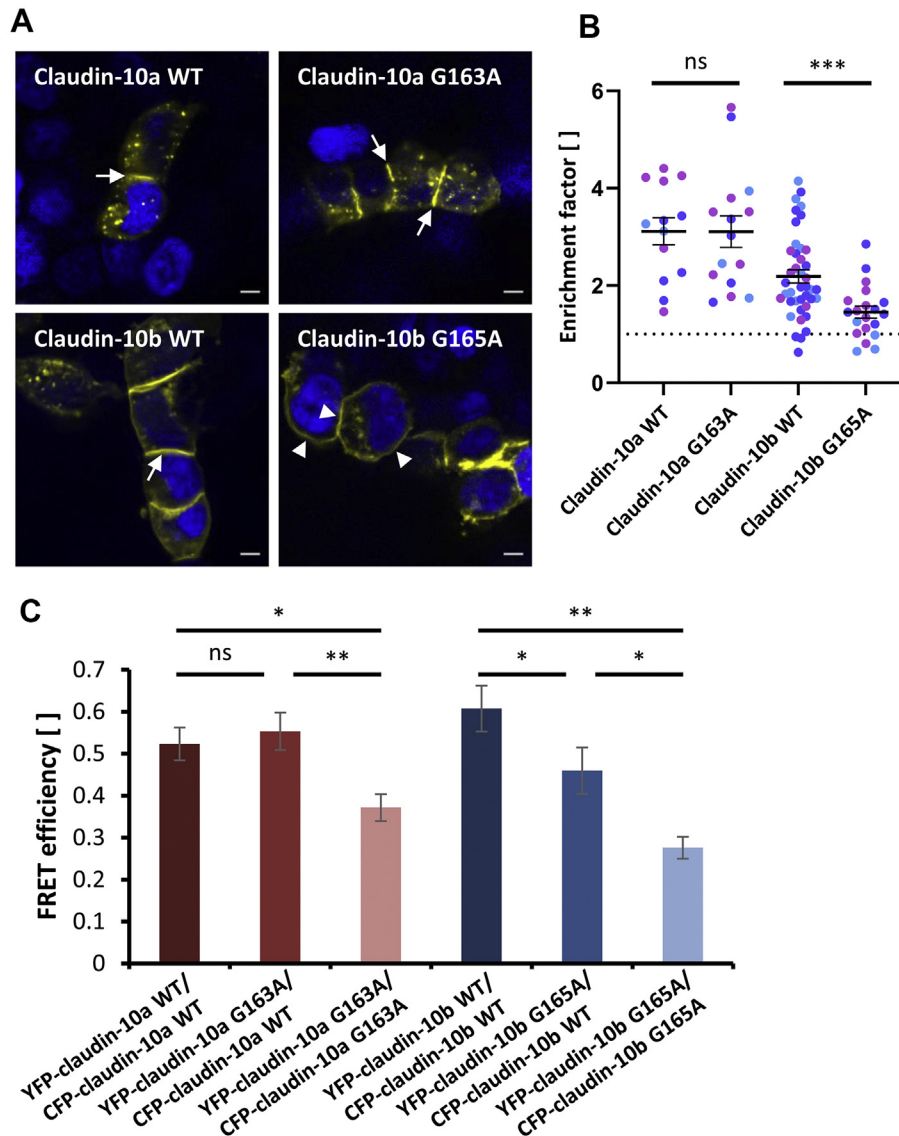 A
Claudin-10a WT
Claudin-10a G163A
Claudin-10b WT
Claudin-10b G165A
B
ns
***
Enrichment factor [ ]
6
4
2
0
Claudin-10a WT
Claudin-10a G163A
Claudin-10b WT
Claudin-10b G165A
C
*
**
ns
**
*
*
FRET efficiency [ ]
0.7
0.6
0.5
0.4
0.3
0.2
0.1
0
YFP-claudin-10a WT/
CFP-claudin-10a WT
YFP-claudin-10a G163A/
CFP-claudin-10a WT
YFP-claudin-10a G163A/
CFP-claudin-10a G163A
YFP-claudin-10b WT/
CFP-claudin-10b WT
YFP-claudin-10b G165A/
CFP-claudin-10b WT
YFP-claudin-10b G165A/
CFP-claudin-10b G165A